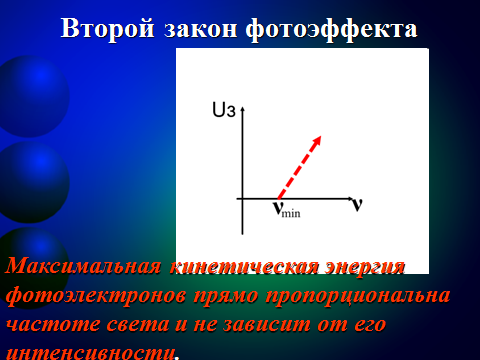 Второй закон фотоэффекта
Uз
νmin
ν
Максимальная кинетическая энергия
фотоэлектронов прямо пропорциональна
частоте света и не зависит от его
интенсивности.